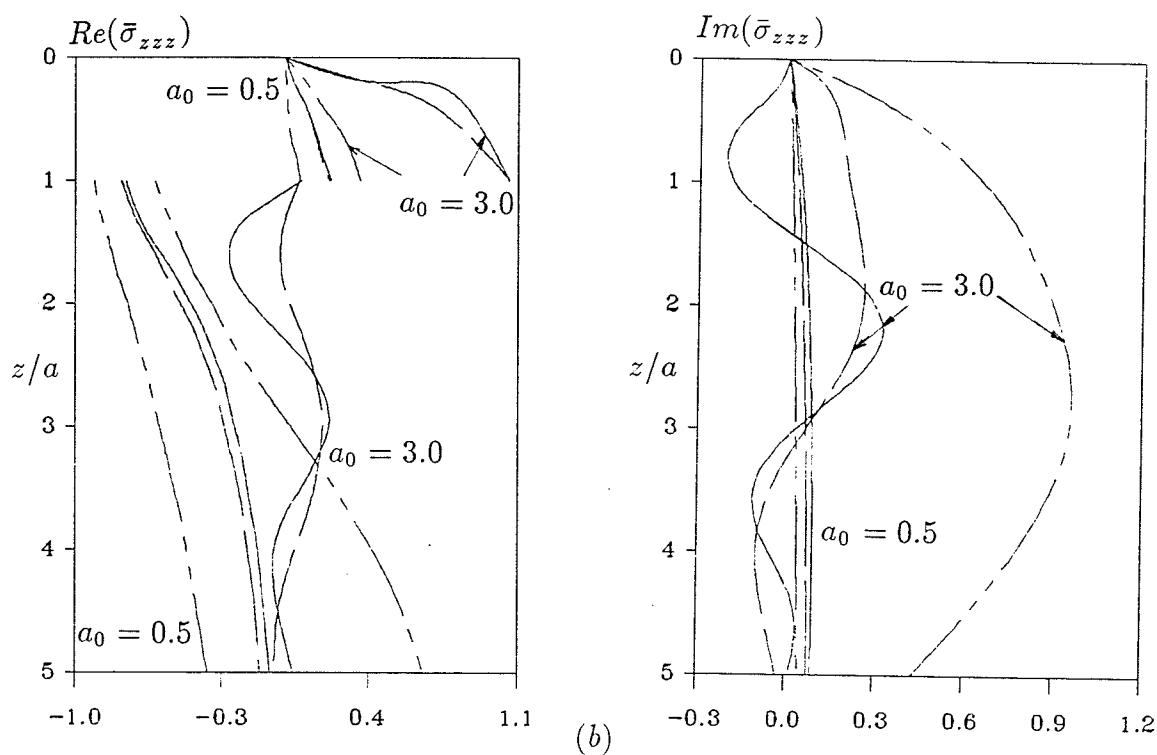 Re(σ̄_zzz)
0
a₀ = 0.5
1
a₀ = 3.0
2
z/a
3
a₀ = 3.0
4
a₀ = 0.5
5
-1.0 -0.3 0.4 1.1
Im(σ̄_zzz)
0
1
2
a₀ = 3.0
z/a
3
a₀ = 0.5
4
5
-0.3 0.0 0.3 0.6 0.9 1.2
(b)